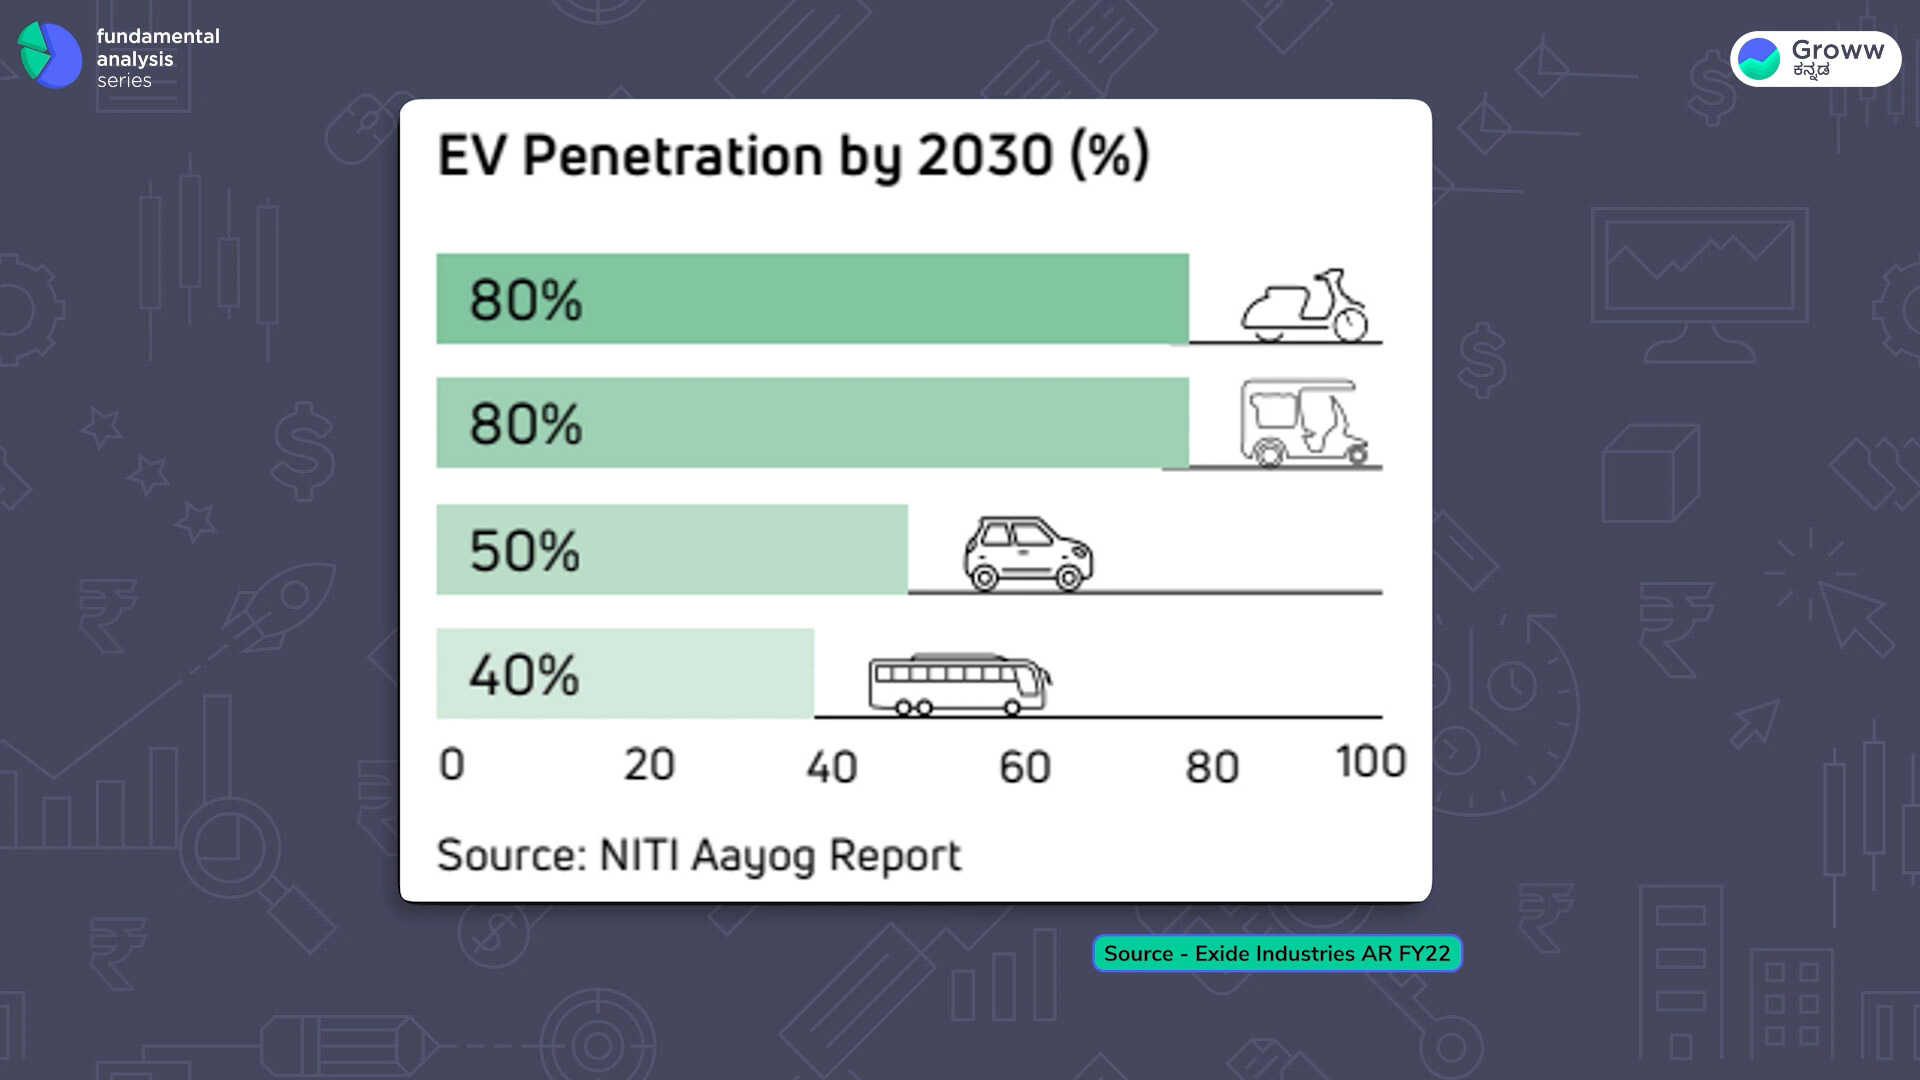 fundamental
analysis
series
Groww
ಕನ್ನಡ
EV Penetration by 2030 (%)
80%
80%
50%
40%
0 20 40 60 80 100
Source: NITI Aayog Report
Source - Exide Industries AR FY22